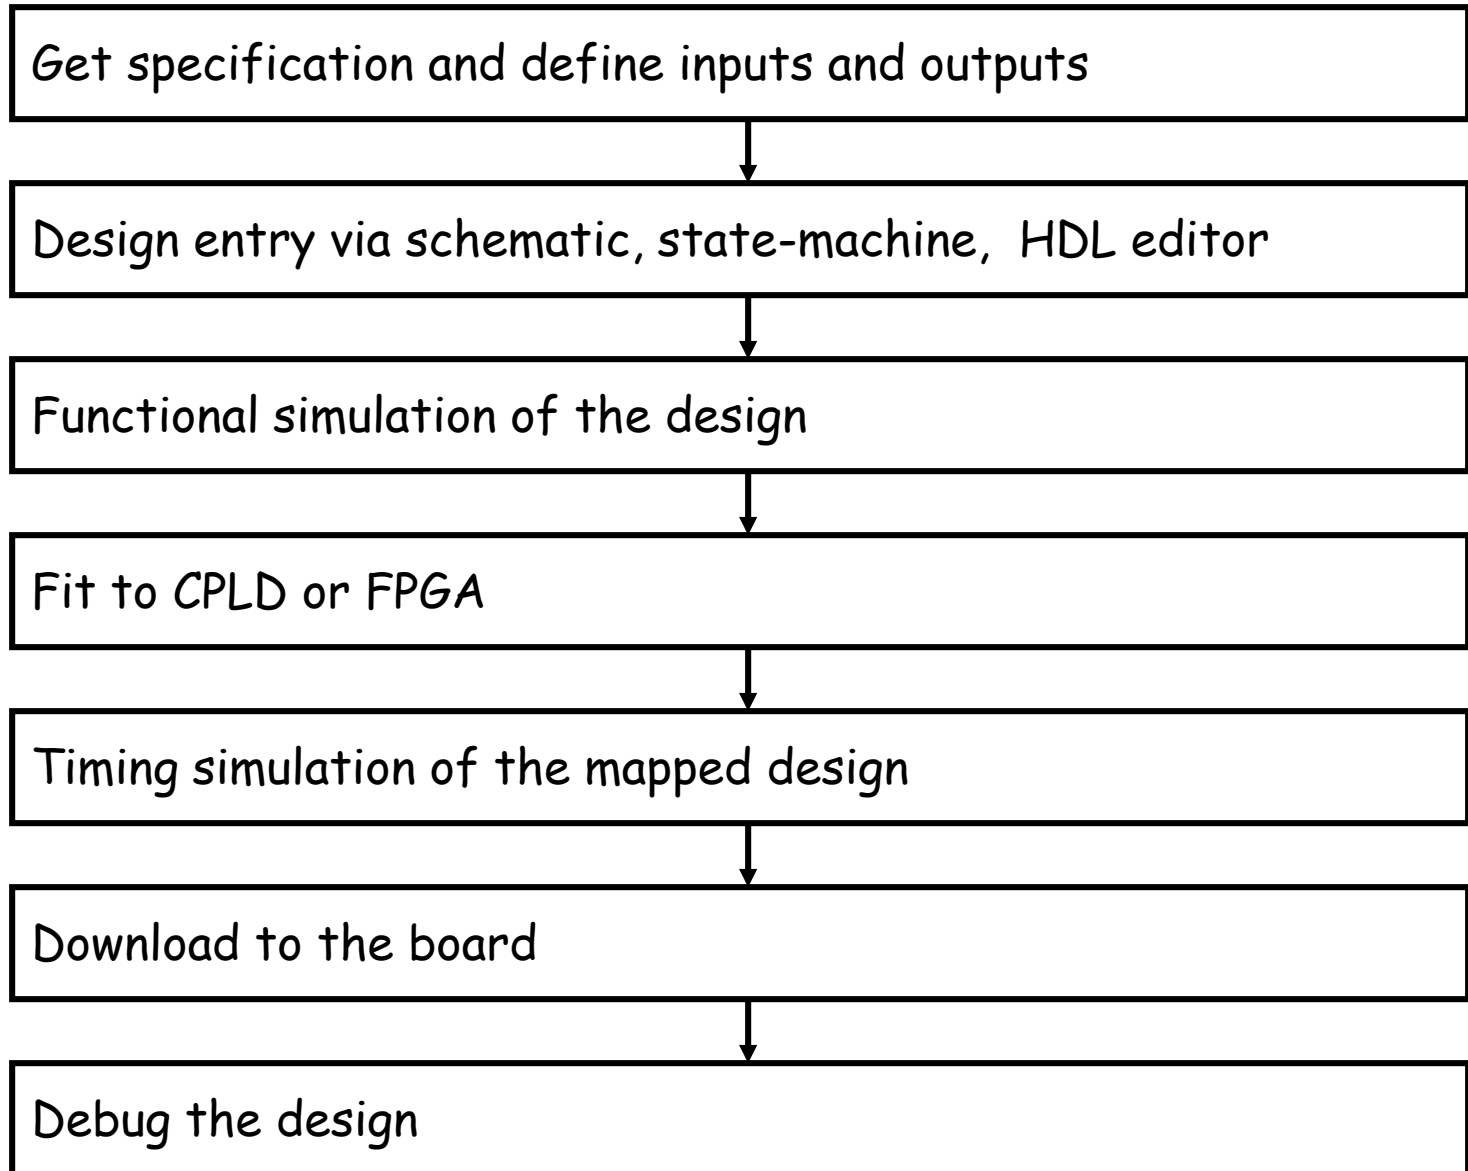 Get specification and define inputs and outputs
Design entry via schematic, state-machine,  HDL editor
Functional simulation of the design
Fit to CPLD or FPGA
Timing simulation of the mapped design
Download to the board
Debug the design